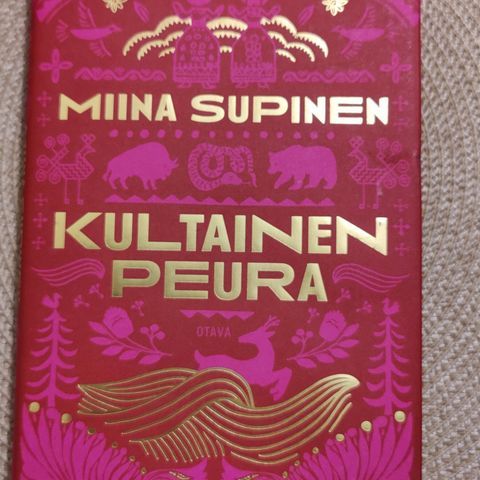 MIINA SUPINEN
KULTAINEN
PEURA
OTAVA